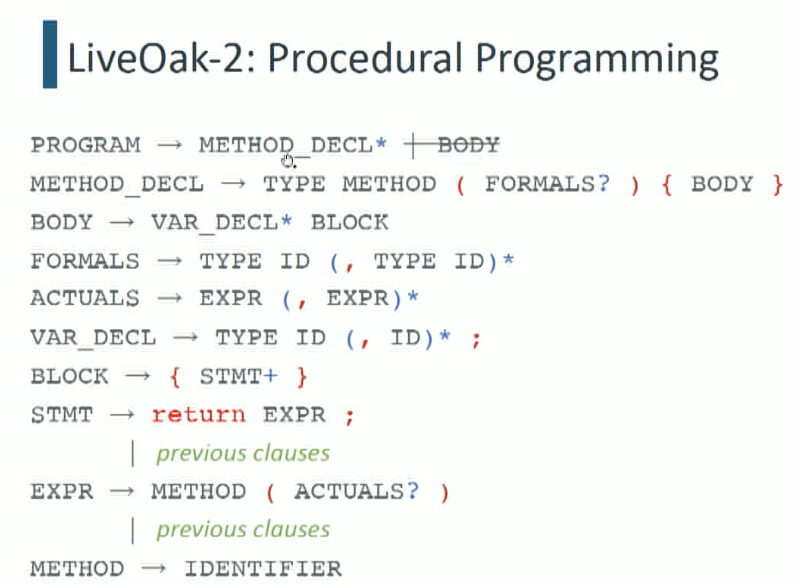 LiveOak-2: Procedural Programming
PROGRAM → METHOD_DECL* | BODY
METHOD_DECL → TYPE METHOD ( FORMALS? ) { BODY }
BODY → VAR_DECL* BLOCK
FORMALS → TYPE ID (, TYPE ID)*
ACTUALS → EXPR (, EXPR)*
VAR_DECL → TYPE ID (, ID)* ;
BLOCK → { STMT+ }
STMT → return EXPR ;
| previous clauses
EXPR → METHOD ( ACTUALS? )
| previous clauses
METHOD → IDENTIFIER